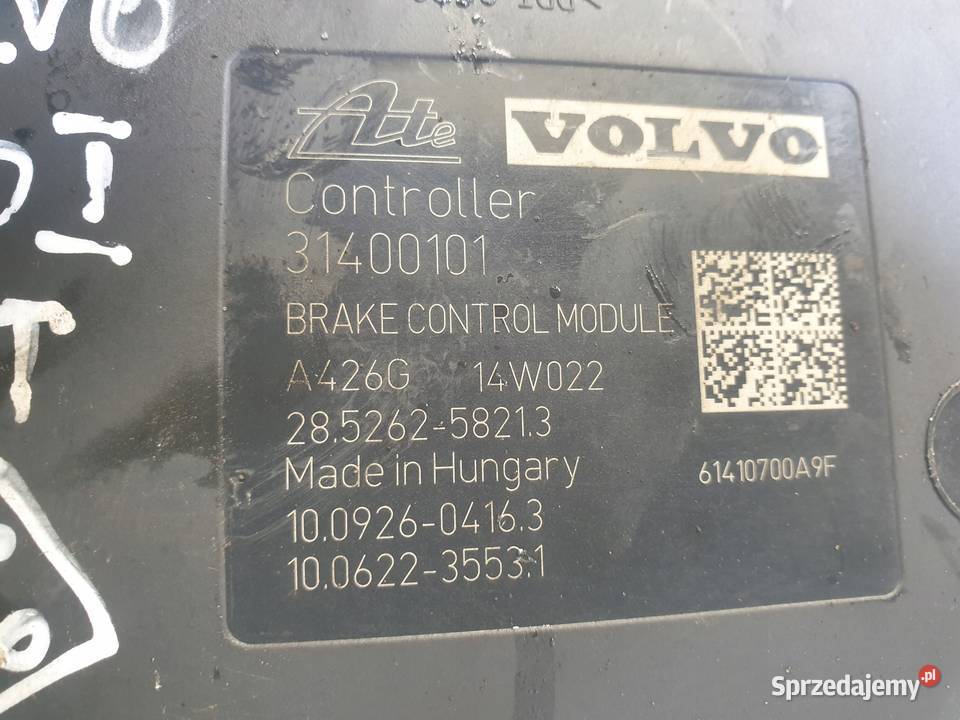 Ate VOLVO
Controller
31400101
BRAKE CONTROL MODULE
A426G 14W022
28.5262-5821.3
Made in Hungary
61410700A9F
10.0926-0416.3
10.0622-3553.1
Sprzedajemy.pl